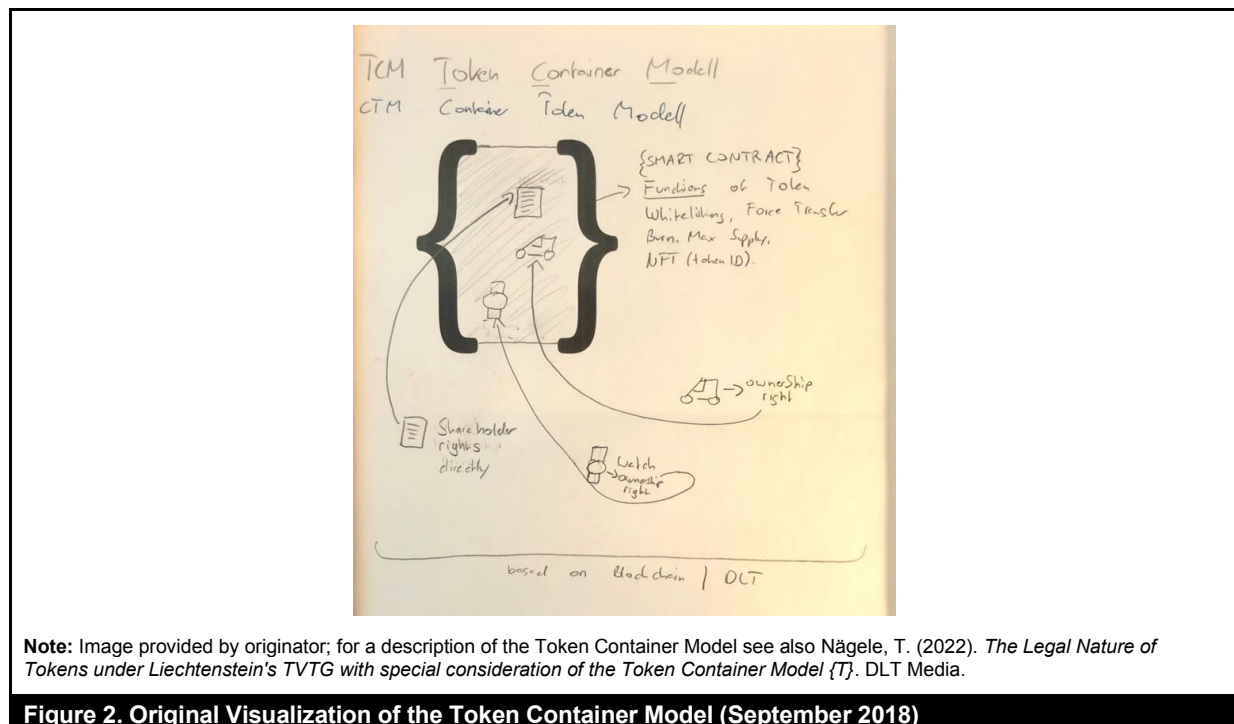 TCM Token Container Modell
CTM Container Token Modell
{SMART CONTRACT}
Functions of Token
Whitelisting, Force Transfer
Burn, Max Supply,
NFT (token ID).
ownership
right
Shareholder
rights
directly
Watch
ownership
right
based on Blockchain / DLT
Note: Image provided by originator; for a description of the Token Container Model see also Nägele, T. (2022). The Legal Nature of
Tokens under Liechtenstein's TVTG with special consideration of the Token Container Model {T}. DLT Media.
Figure 2. Original Visualization of the Token Container Model (September 2018)